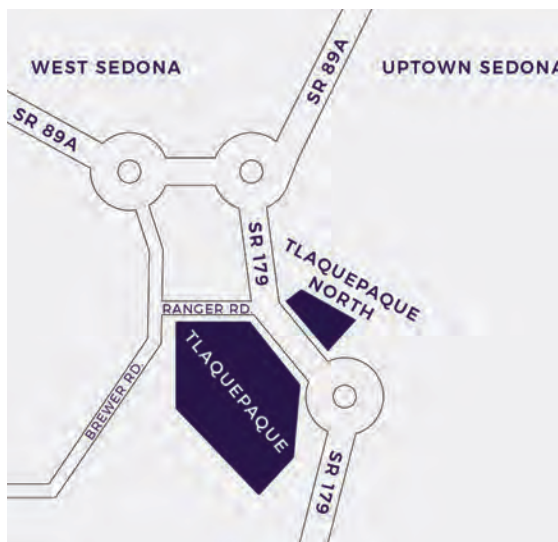 WEST SEDONA
UPTOWN SEDONA
SR 89A
SR 89A
SR 179
TLAQUEPAQUE
NORTH
RANGER RD.
TLAQUEPAQUE
BREWER RD.
SR 179